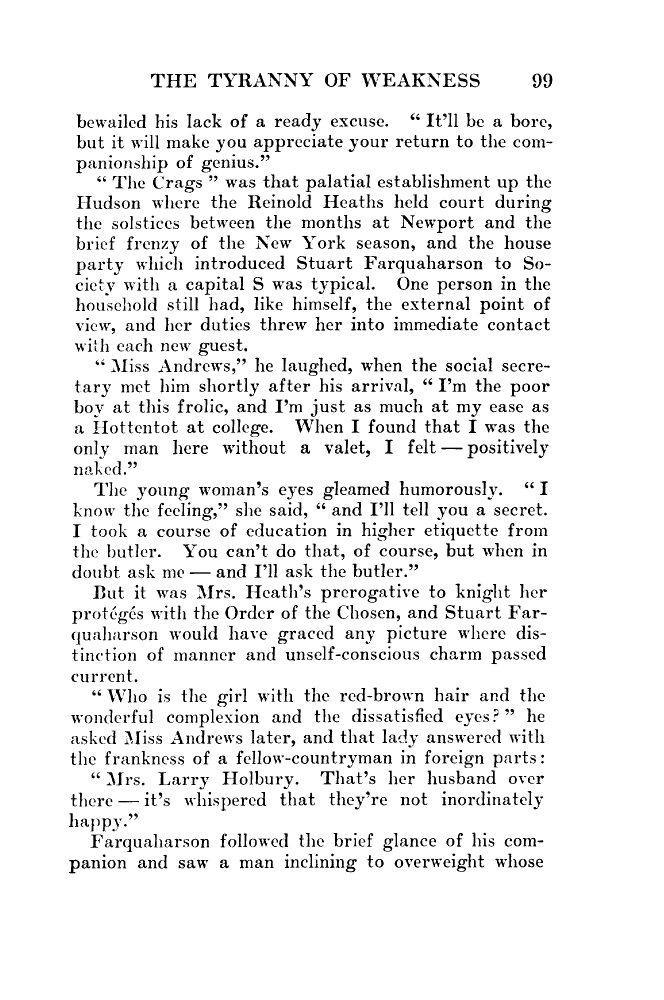 THE TYRANNY OF WEAKNESS 99
bewailed his lack of a ready excuse. “ It’ll be a bore,
but it will make you appreciate your return to the com-
panionship of genius.”
“ The Crags ” was that palatial establishment up the
Hudson where the Reinold Heaths held court during
the solstices between the months at Newport and the
brief frenzy of the New York season, and the house
party which introduced Stuart Farquaharson to So-
ciety with a capital S was typical. One person in the
household still had, like himself, the external point of
view, and her duties threw her into immediate contact
with each new guest.
“ Miss Andrews,” he laughed, when the social secre-
tary met him shortly after his arrival, “ I’m the poor
boy at this frolic, and I’m just as much at my ease as
a Hottentot at college. When I found that I was the
only man here without a valet, I felt — positively
naked.”
The young woman’s eyes gleamed humorously. “ I
know the feeling,” she said, “ and I’ll tell you a secret.
I took a course of education in higher etiquette from
the butler. You can’t do that, of course, but when in
doubt ask me — and I’ll ask the butler.”
But it was Mrs. Heath’s prerogative to knight her
protégés with the Order of the Chosen, and Stuart Far-
quaharson would have graced any picture where dis-
tinction of manner and unself-conscious charm passed
current.
“ Who is the girl with the red-brown hair and the
wonderful complexion and the dissatisfied eyes? ” he
asked Miss Andrews later, and that lady answered with
the frankness of a fellow-countryman in foreign parts:
“ Mrs. Larry Holbury. That’s her husband over
there — it’s whispered that they’re not inordinately
happy.”
Farquaharson followed the brief glance of his com-
panion and saw a man inclining to overweight whose